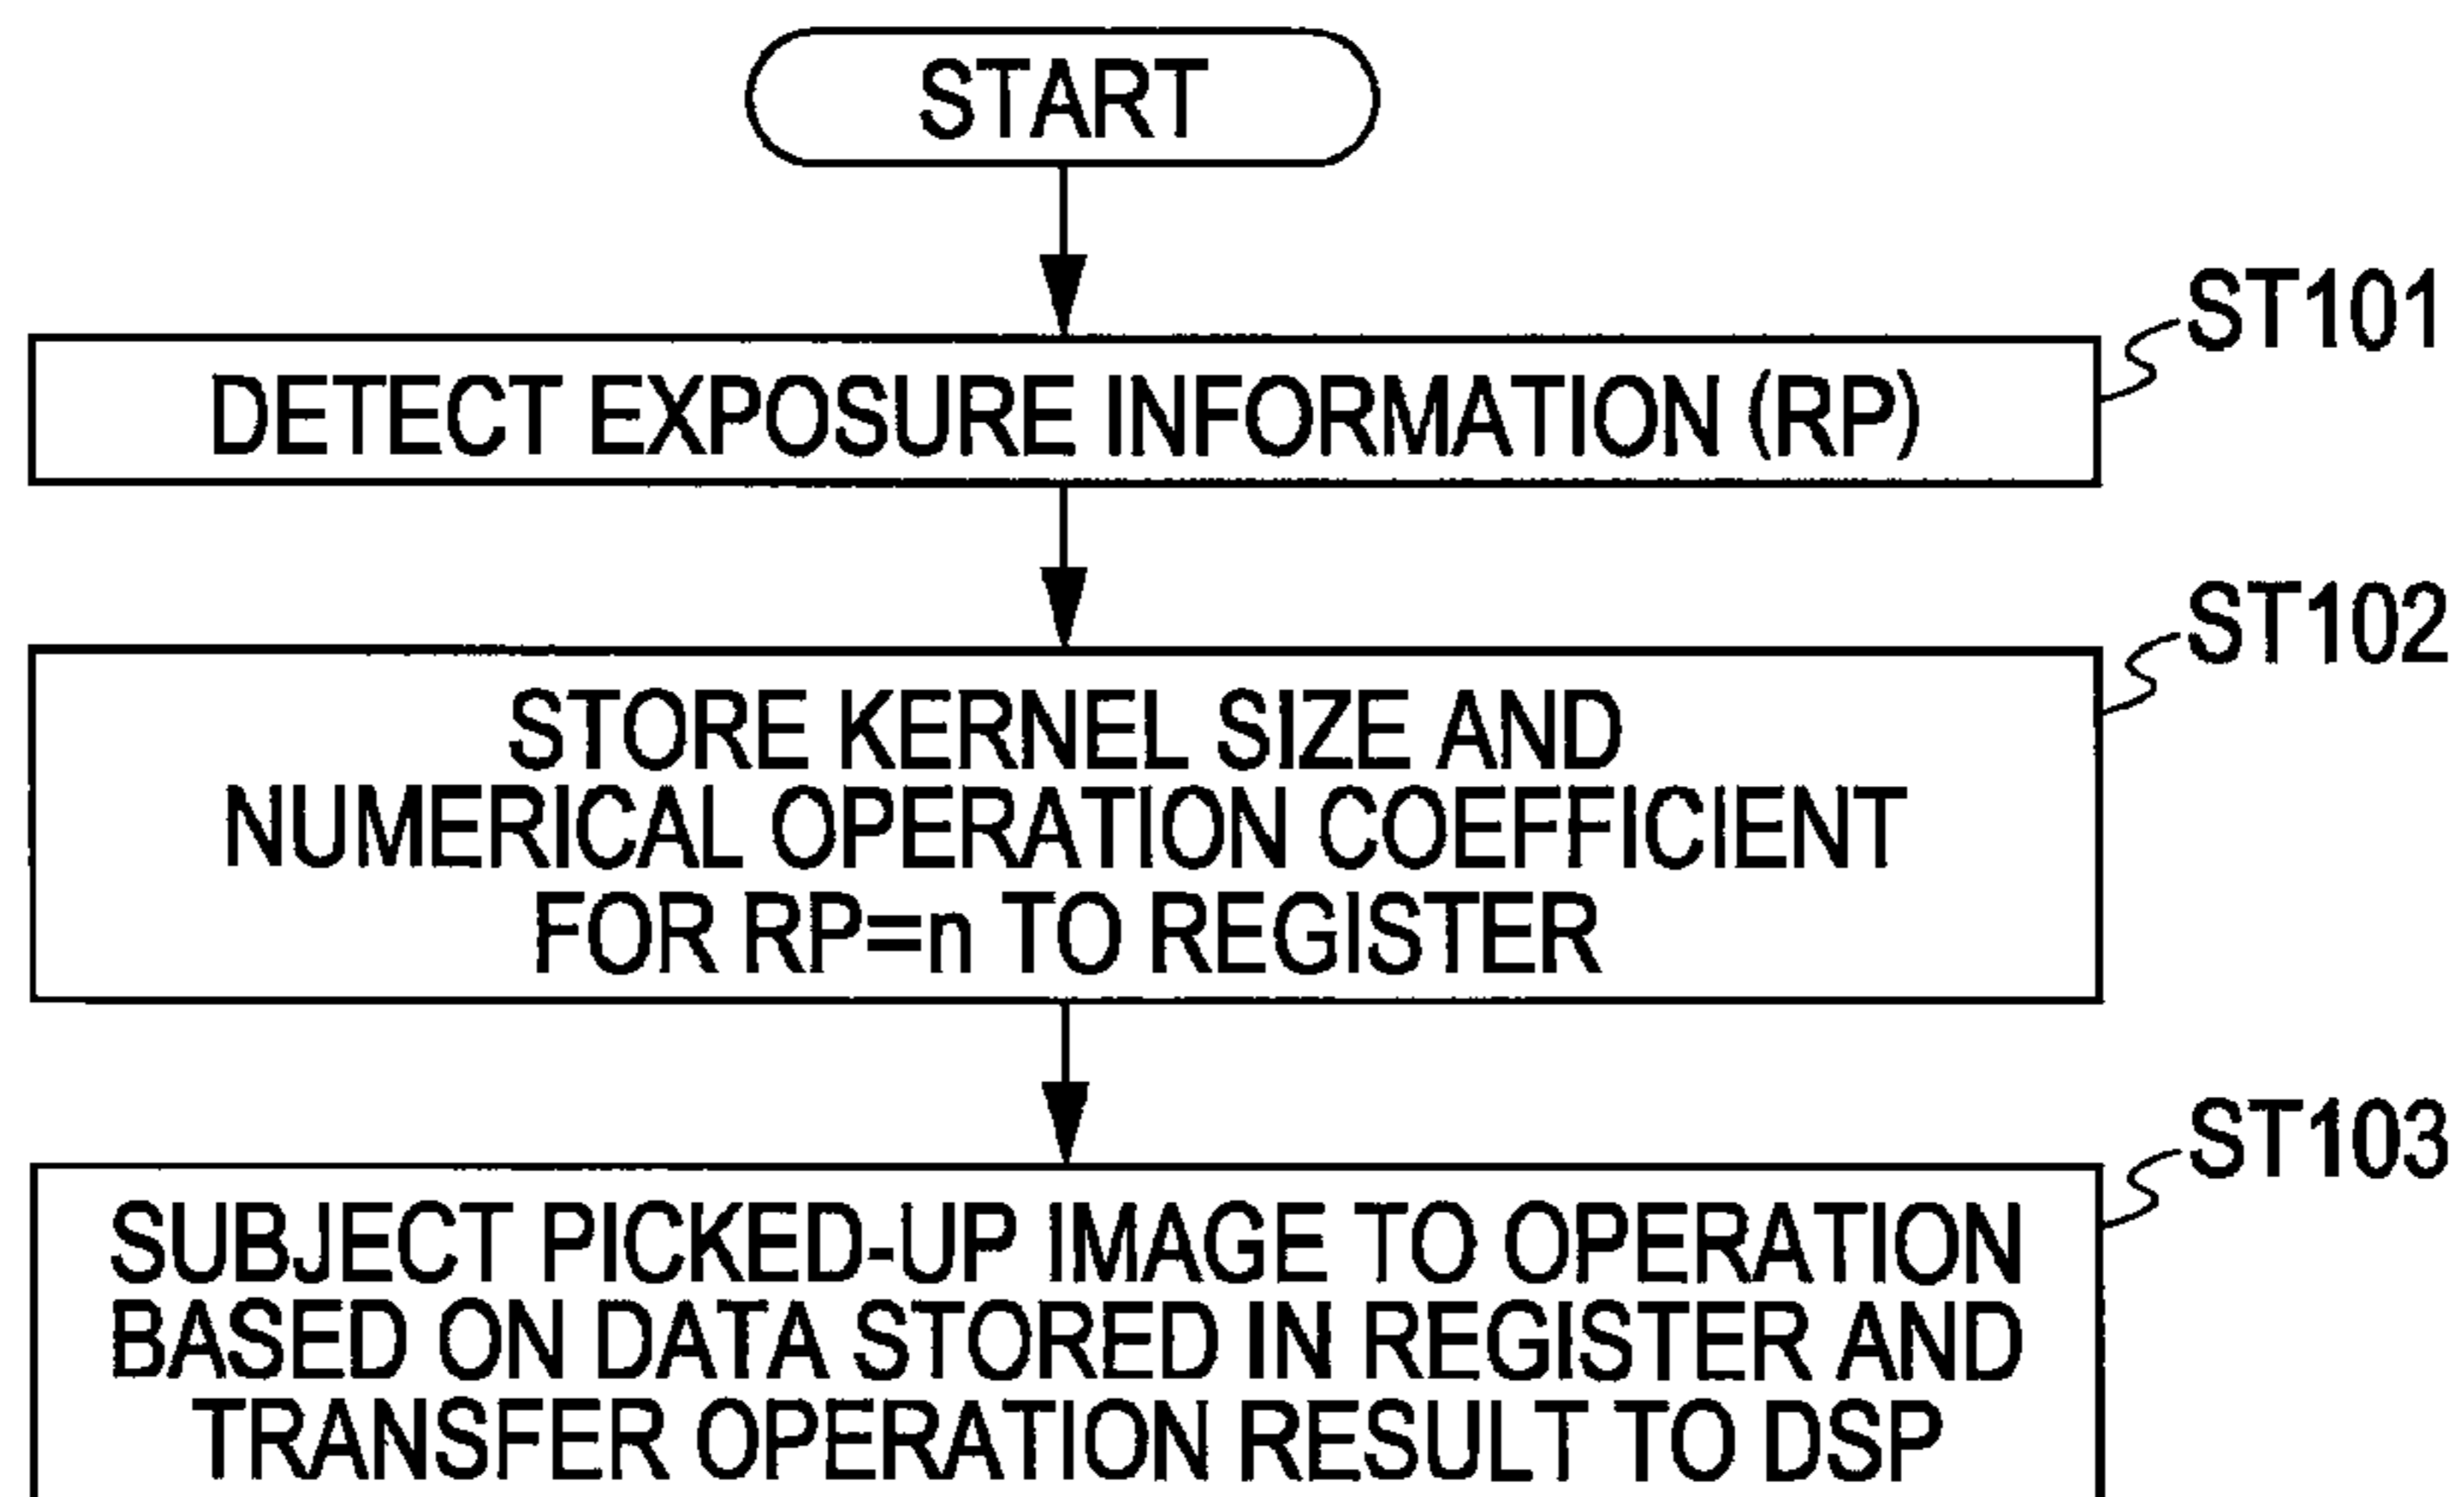 START
ST101
DETECT EXPOSURE INFORMATION (RP)
ST102
STORE KERNEL SIZE AND
NUMERICAL OPERATION COEFFICIENT
FOR RP=n TO REGISTER
ST103
SUBJECT PICKED-UP IMAGE TO OPERATION
BASED ON DATA STORED IN REGISTER AND
TRANSFER OPERATION RESULT TO DSP